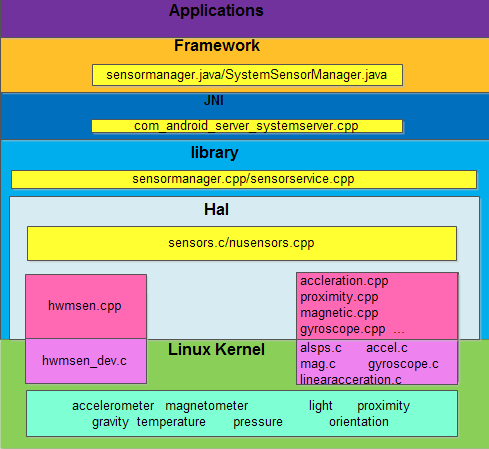 Applications
Framework
sensormanager.java/SystemSensorManager.java
JNI
com_android_server_systemserver.cpp
library
sensormanager.cpp/sensorservice.cpp
Hal
sensors.c/nusensors.cpp
hwmsen.cpp
accleration.cpp
proximity.cpp
magnetic.cpp
gyroscope.cpp ...
Linux Kernel
hwmsen_dev.c
alsps.c accel.c
mag.c gyroscope.c
linearacceration.c
accelerometer magnetometer light proximity
gravity temperature pressure orientation